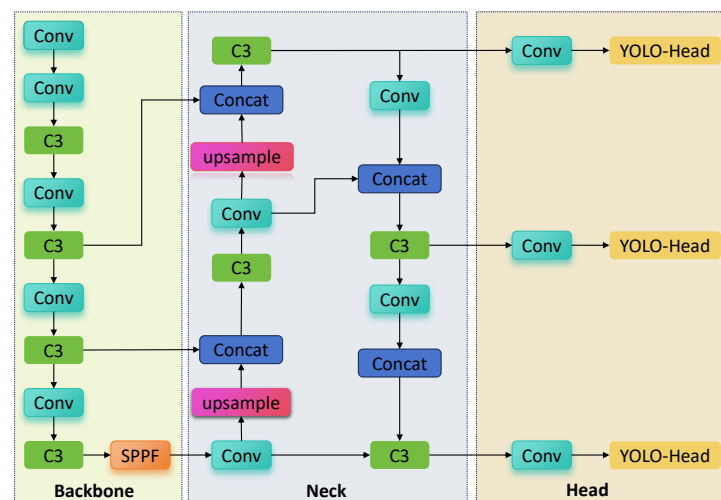 Conv
Conv
C3
Conv
C3
Conv
C3
Conv
C3
SPPF
Backbone
C3
Concat
upsample
Conv
C3
Concat
upsample
Conv
Conv
Concat
C3
Conv
Concat
C3
Neck
Conv
YOLO-Head
Conv
YOLO-Head
Conv
YOLO-Head
Head